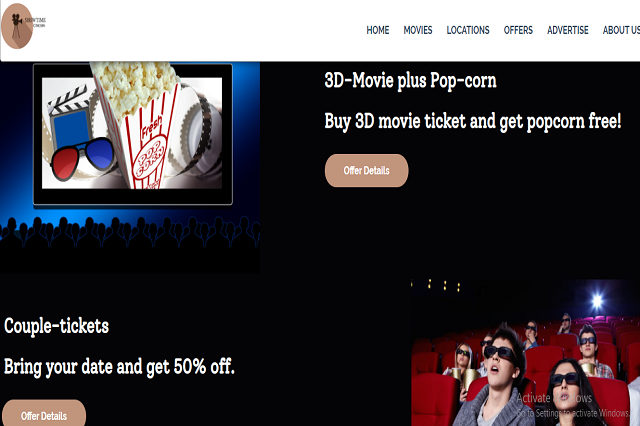 SHOWTIME
CINEMA
HOME MOVIES LOCATIONS OFFERS ADVERTISE ABOUT US
Fresh
3D-Movie plus Pop-corn
Buy 3D movie ticket and get popcorn free!
Offer Details
Couple-tickets
Bring your date and get 50% off.
Offer Details
Activate Windows
Go to Settings to activate Windows.